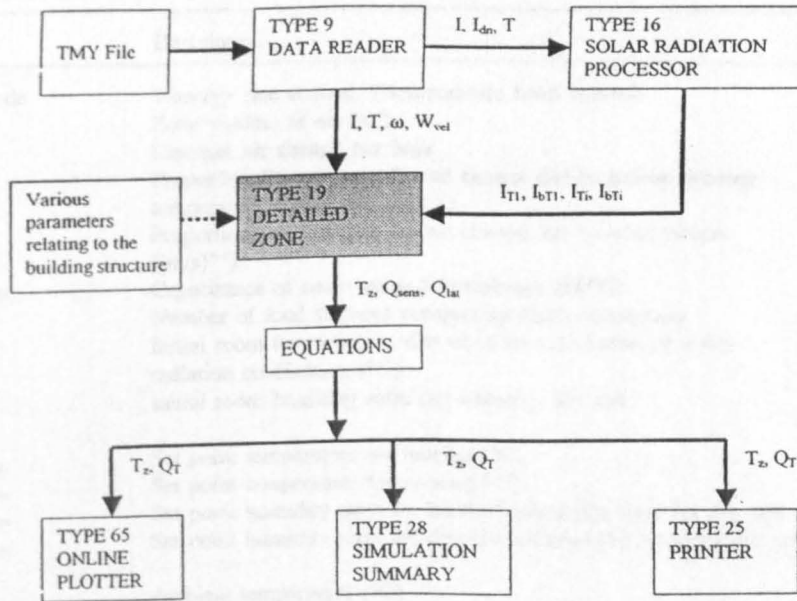 TMY File
TYPE 9
DATA READER
I, I_dn, T
TYPE 16
SOLAR RADIATION
PROCESSOR
I, T, ω, W_vel
Various
parameters
relating to the
building structure
TYPE 19
DETAILED
ZONE
I_T1, I_bT1, I_Ti, I_bTi
T_z, Q_sens, Q_lat
EQUATIONS
T_z, Q_T
T_z, Q_T
T_z, Q_T
TYPE 65
ONLINE
PLOTTER
TYPE 28
SIMULATION
SUMMARY
TYPE 25
PRINTER